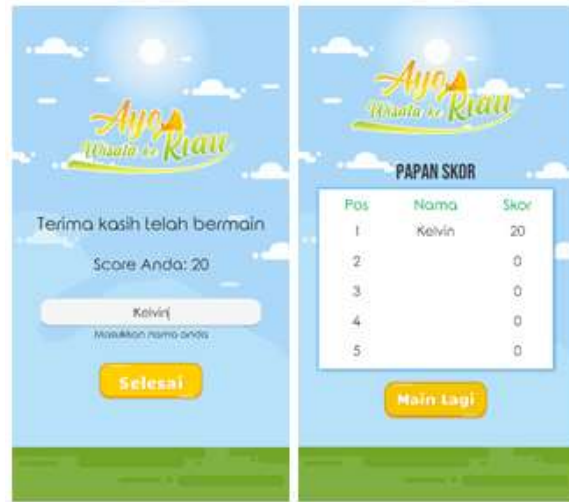 Ayo
Wisata ke Riau
Terima kasih telah bermain
Score Anda: 20
Kelvin
Masukkan nama anda
Selesai
Ayo
Wisata ke Riau
PAPAN SKOR
Pos Nama Skor
1 Kelvin 20
2 0
3 0
4 0
5 0
Main Lagi